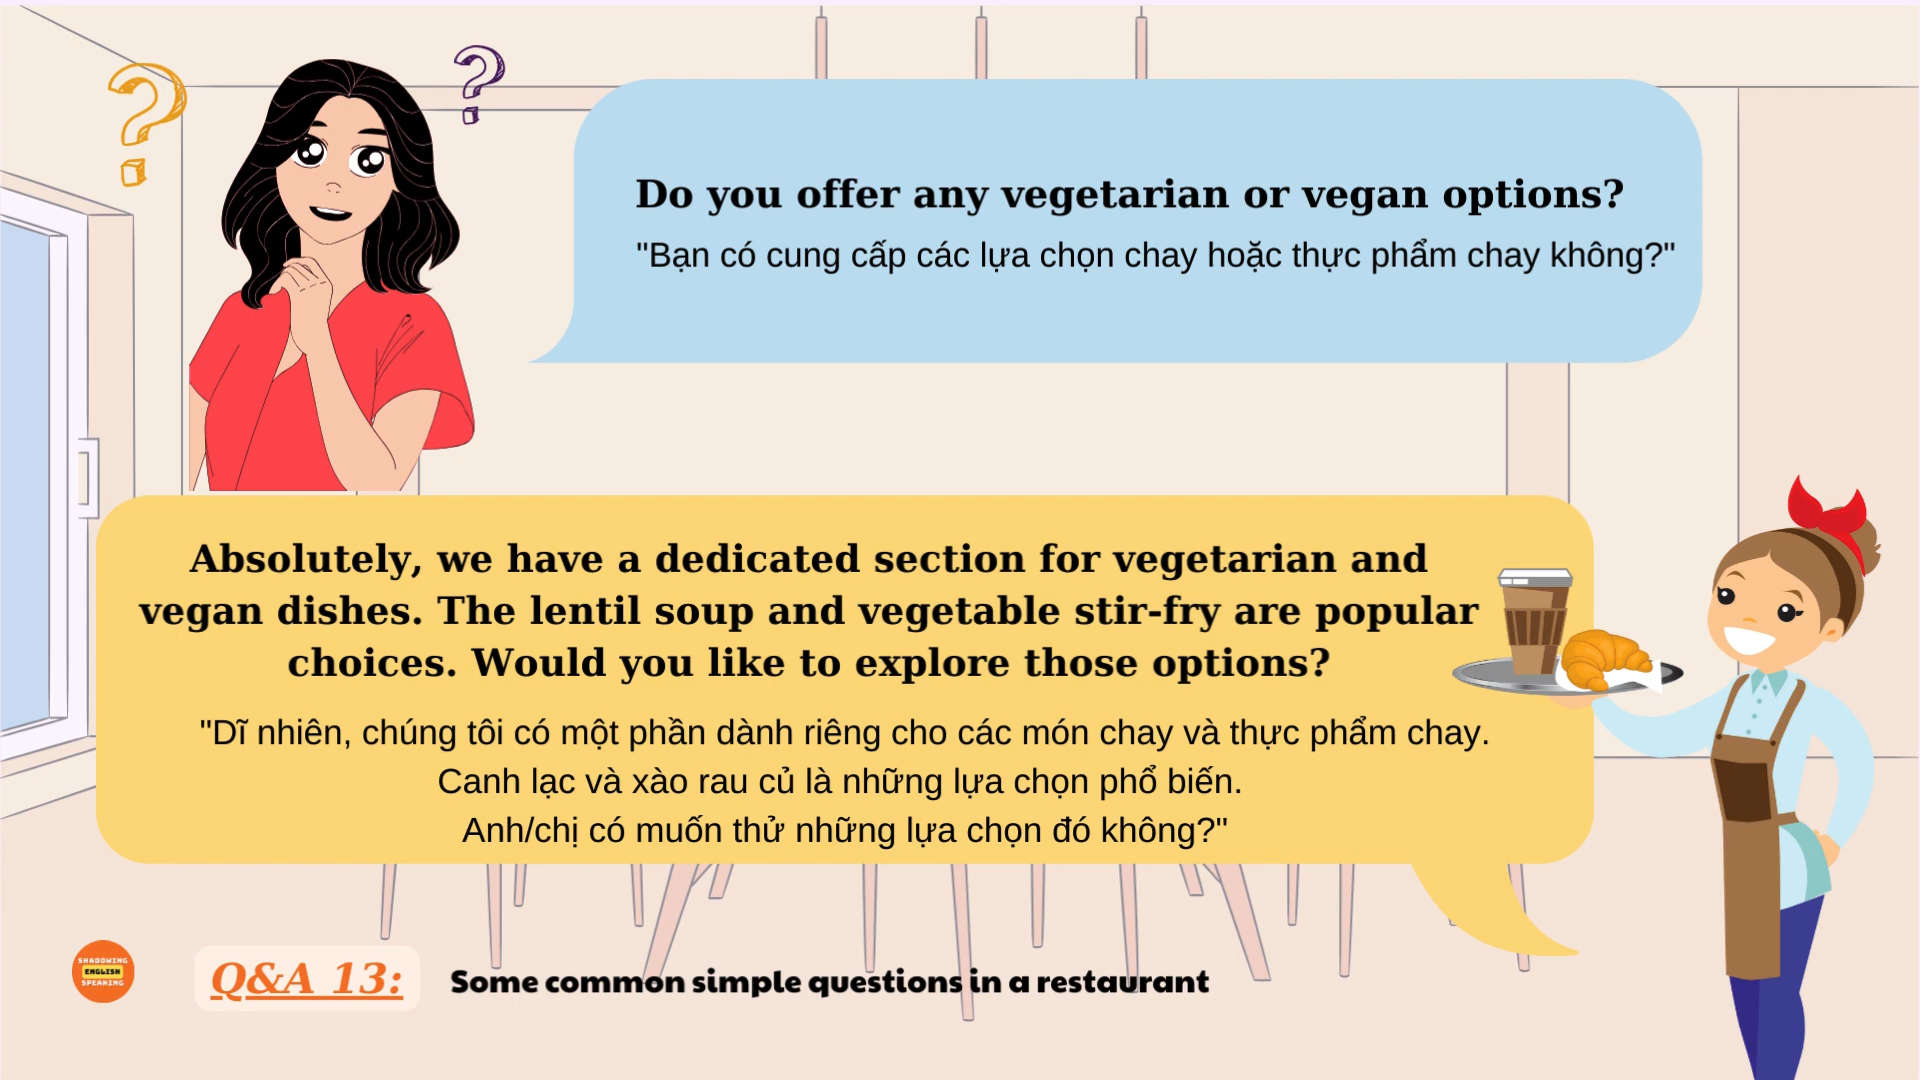 Do you offer any vegetarian or vegan options?
"Bạn có cung cấp các lựa chọn chay hoặc thực phẩm chay không?"
Absolutely, we have a dedicated section for vegetarian and
vegan dishes. The lentil soup and vegetable stir-fry are popular
choices. Would you like to explore those options?
"Dĩ nhiên, chúng tôi có một phần dành riêng cho các món chay và thực phẩm chay.
Canh lạc và xào rau củ là những lựa chọn phổ biến.
Anh/chị có muốn thử những lựa chọn đó không?"
SHADOWING
ENGLISH
SPEAKING
Q&A 13:
Some common simple questions in a restaurant